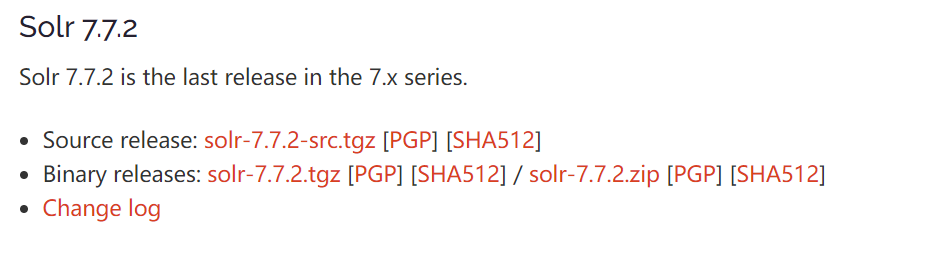 Solr 7.7.2
Solr 7.7.2 is the last release in the 7.x series.
• Source release: solr-7.7.2-src.tgz [PGP] [SHA512]
• Binary releases: solr-7.7.2.tgz [PGP] [SHA512] / solr-7.7.2.zip [PGP] [SHA512]
• Change log